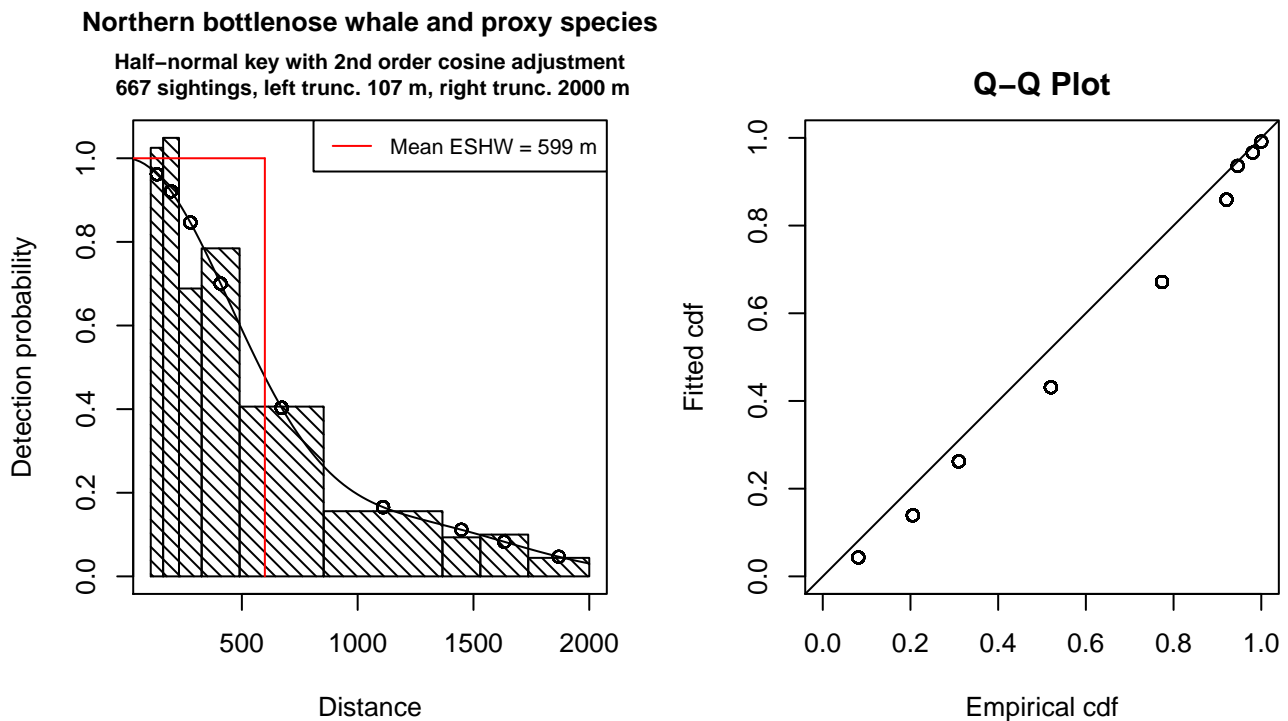 Northern bottlenose whale and proxy species
Half−normal key with 2nd order cosine adjustment
667 sightings, left trunc. 107 m, right trunc. 2000 m
Mean ESHW = 599 m
Detection probability
0.0 0.2 0.4 0.6 0.8 1.0
500 1000 1500 2000
Distance
Q−Q Plot
Fitted cdf
0.0 0.2 0.4 0.6 0.8 1.0
0.0 0.2 0.4 0.6 0.8 1.0
Empirical cdf